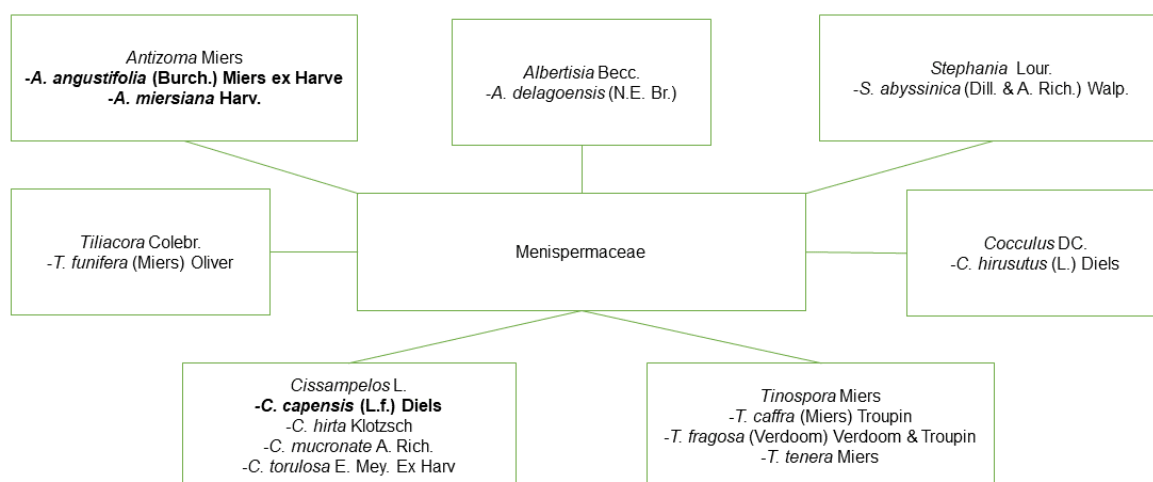 Antizoma Miers
-A. angustifolia (Burch.) Miers ex Harve
-A. miersiana Harv.
Albertisia Becc.
-A. delagoensis (N.E. Br.)
Stephania Lour.
-S. abyssinica (Dill. & A. Rich.) Walp.
Tiliacora Colebr.
-T. funifera (Miers) Oliver
Menispermaceae
Cocculus DC.
-C. hirusutus (L.) Diels
Cissampelos L.
-C. capensis (L.f.) Diels
-C. hirta Klotzsch
-C. mucronate A. Rich.
-C. torulosa E. Mey. Ex Harv
Tinospora Miers
-T. caffra (Miers) Troupin
-T. fragosa (Verdoom) Verdoom & Troupin
-T. tenera Miers